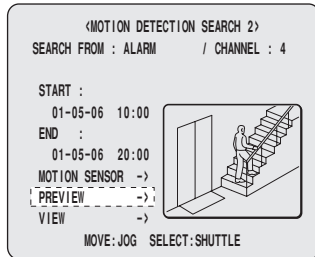 <MOTION DETECTION SEARCH 2>
SEARCH FROM : ALARM / CHANNEL : 4
START :
01-05-06 10:00
END :
01-05-06 20:00
MOTION SENSOR ->
PREVIEW ->
VIEW ->
MOVE:JOG SELECT:SHUTTLE